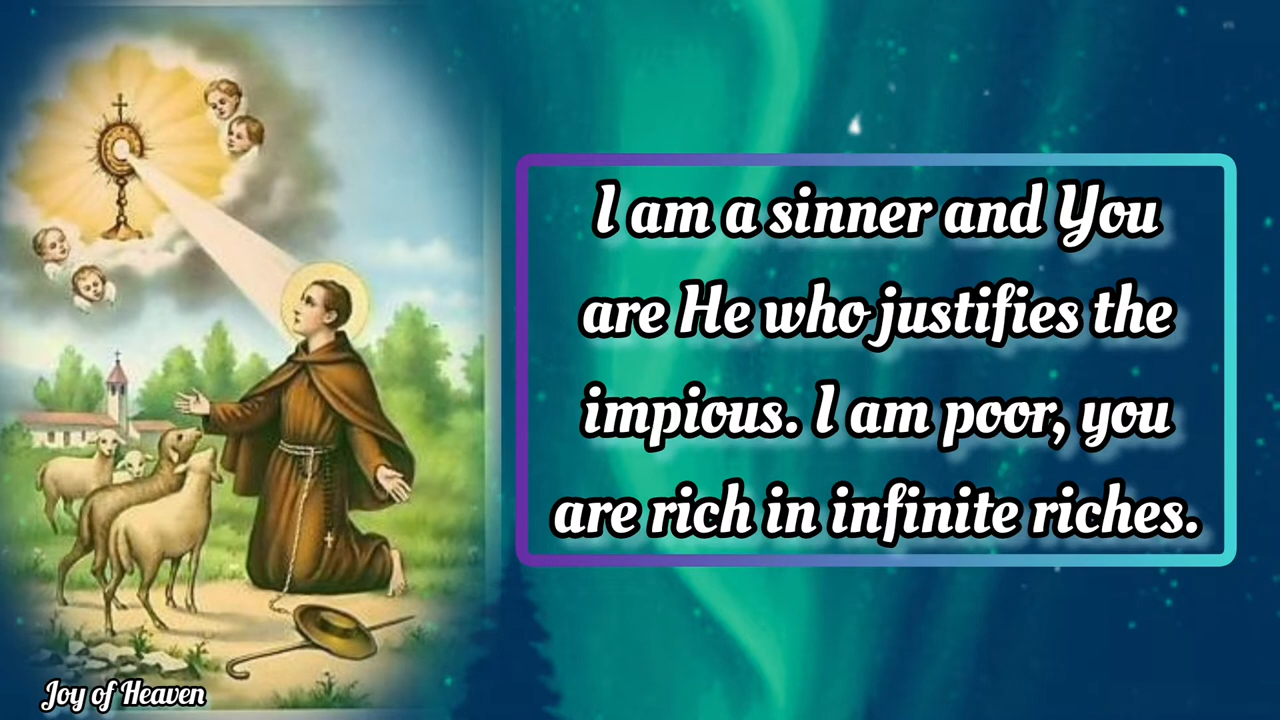 I am a sinner and You
are He who justifies the
impious. I am poor, you
are rich in infinite riches.
Joy of Heaven